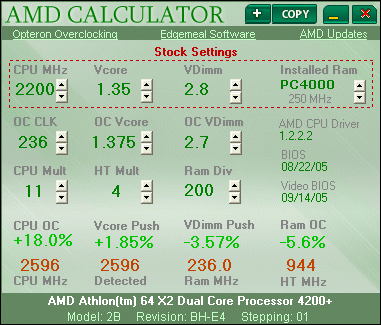 AMD CALCULATOR + COPY _ X
Opteron Overclocking Edgemeal Software AMD Updates
Stock Settings
CPU MHz Vcore VDimm Installed Ram
2200 1.35 2.8 PC4000
250 MHz
OC CLK OC Vcore OC VDimm AMD CPU Driver
236 1.375 2.7 1.2.2.2
BIOS
08/22/05
CPU Mult HT Mult Ram Div Video BIOS
11 4 200 09/14/05
CPU OC Vcore Push VDimm Push Ram OC
+18.0% +1.85% -3.57% -5.6%
2596 2596 236.0 944
CPU MHz Detected RAM MHz HT MHz
AMD Athlon(tm) 64 X2 Dual Core Processor 4200+
Model: 2B Revision: BH-E4 Stepping: 01